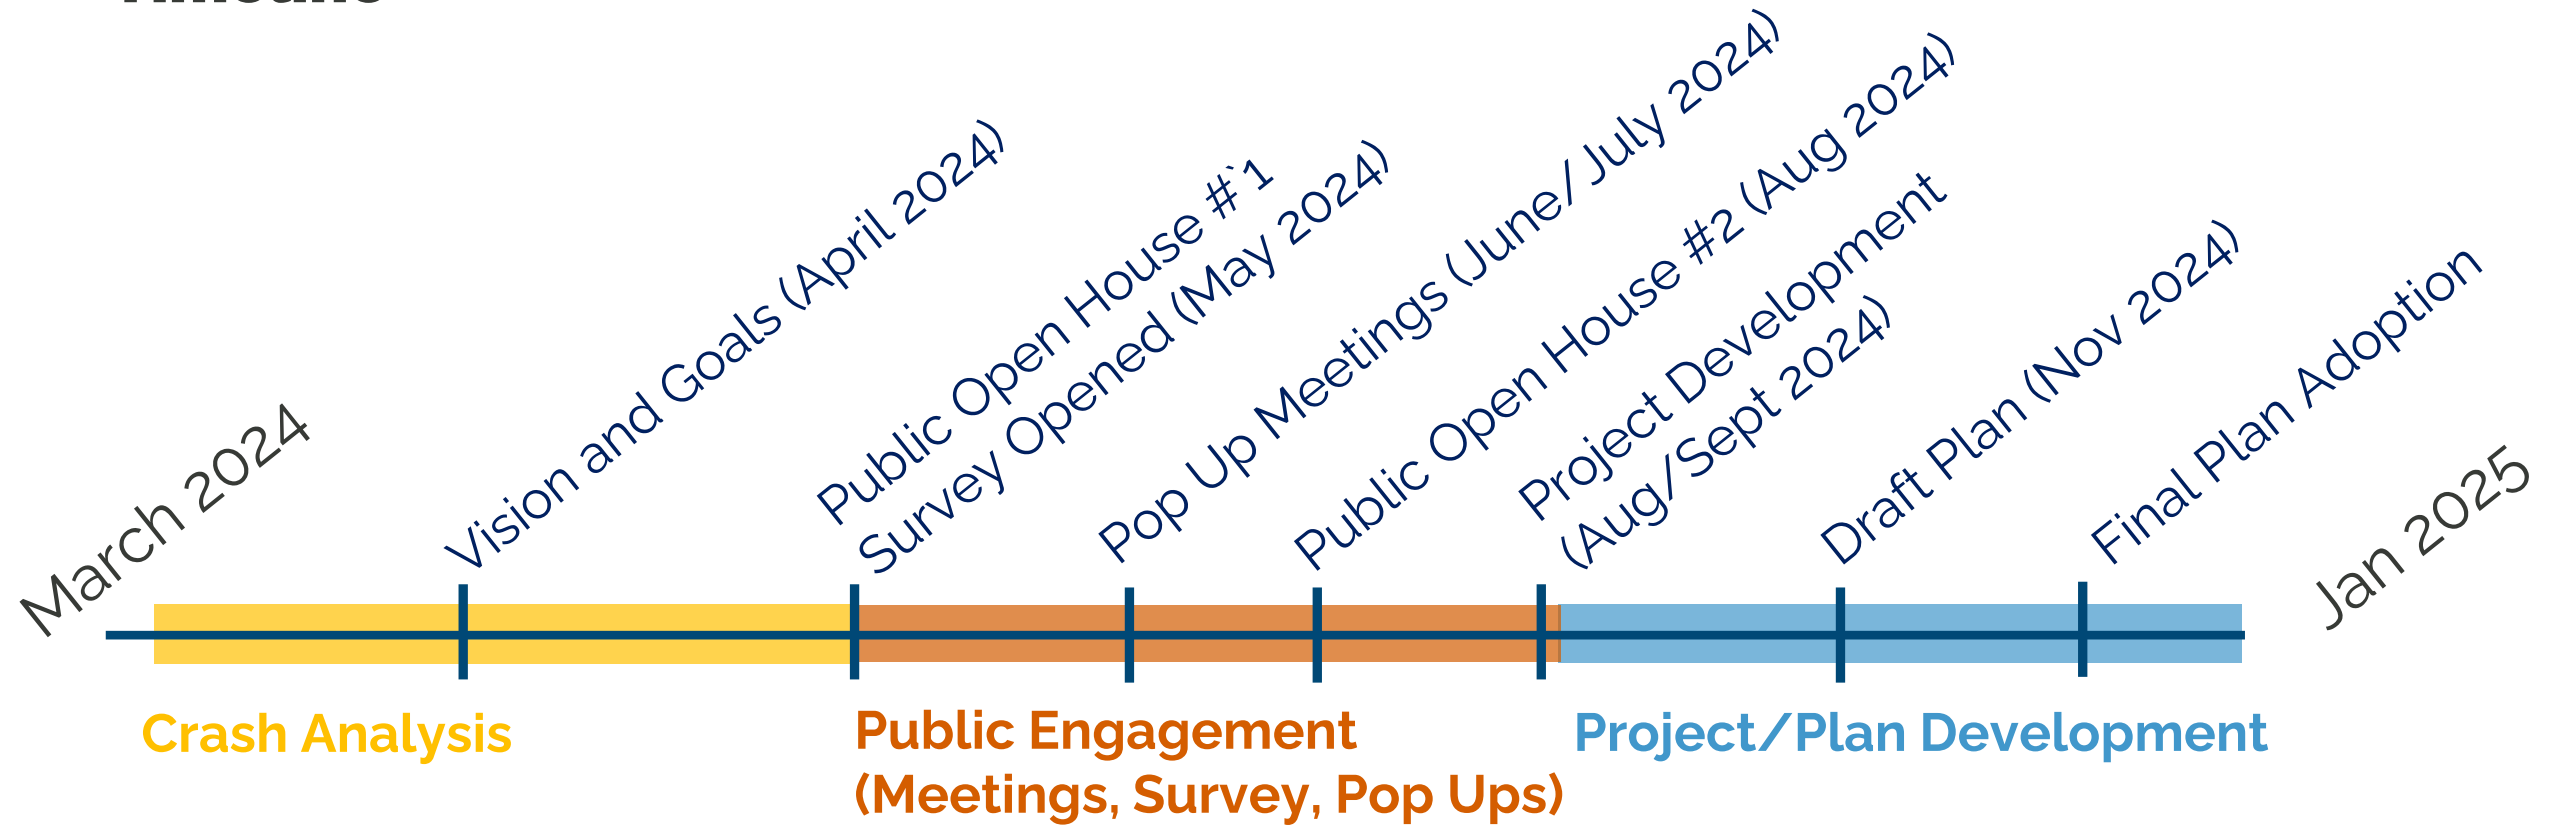 March 2024
Vision and Goals (April 2024)
Public Open House #`1
Survey Opened (May 2024)
Pop Up Meetings (June/July 2024)
Public Open House #2 (Aug 2024)
Project Development
(Aug/Sept 2024)
Draft Plan (Nov 2024)
Final Plan Adoption
Jan 2025
Crash Analysis
Public Engagement
(Meetings, Survey, Pop Ups)
Project/Plan Development